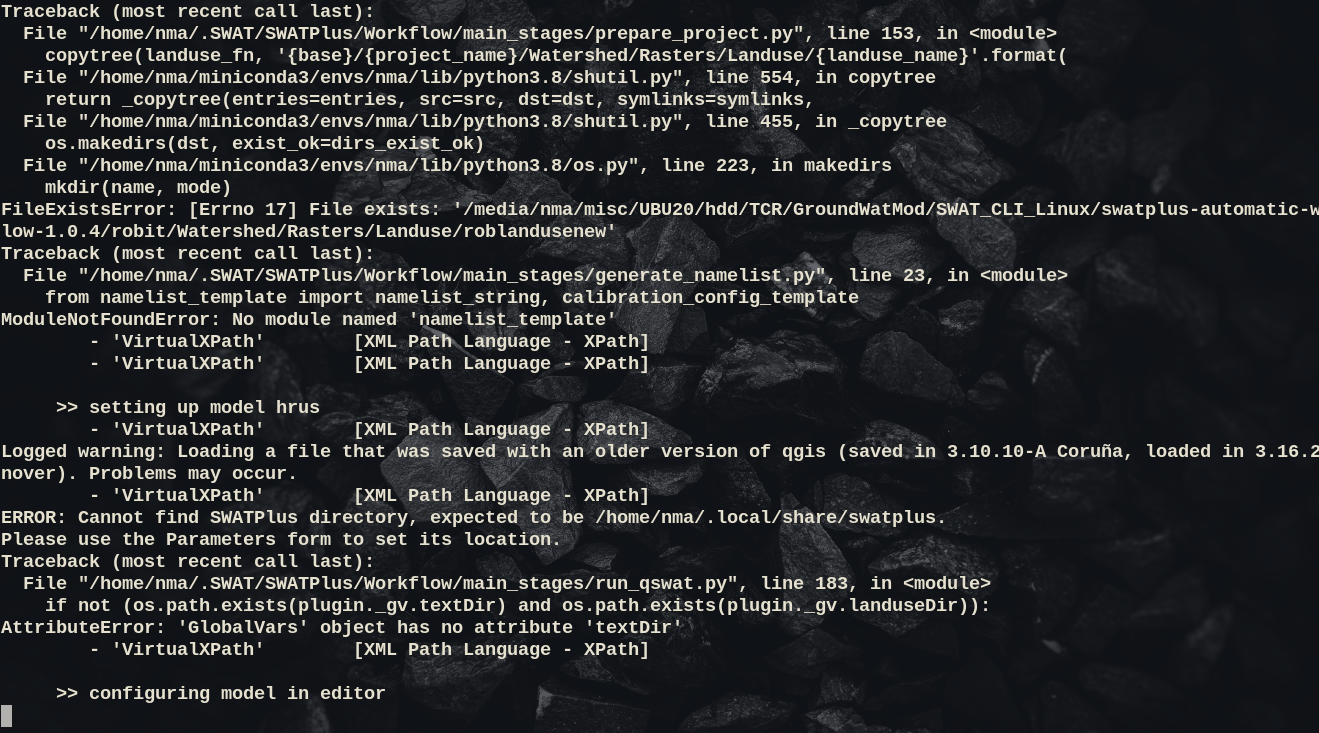 Traceback (most recent call last):
  File "/home/nma/.SWAT/SWATPlus/Workflow/main_stages/prepare_project.py", line 153, in <module>
    copytree(landuse_fn, '{base}/{project_name}/Watershed/Rasters/Landuse/{landuse_name}'.format(
  File "/home/nma/miniconda3/envs/nma/lib/python3.8/shutil.py", line 554, in copytree
    return _copytree(entries=entries, src=src, dst=dst, symlinks=symlinks,
  File "/home/nma/miniconda3/envs/nma/lib/python3.8/shutil.py", line 455, in _copytree
    os.makedirs(dst, exist_ok=dirs_exist_ok)
  File "/home/nma/miniconda3/envs/nma/lib/python3.8/os.py", line 223, in makedirs
    mkdir(name, mode)
FileExistsError: [Errno 17] File exists: '/media/nma/misc/UBU20/hdd/TCR/GroundWatMod/SWAT_CLI_Linux/swatplus-automatic-w
low-1.0.4/robit/Watershed/Rasters/Landuse/roblandusenew'
Traceback (most recent call last):
  File "/home/nma/.SWAT/SWATPlus/Workflow/main_stages/generate_namelist.py", line 23, in <module>
    from namelist_template import namelist_string, calibration_config_template
ModuleNotFoundError: No module named 'namelist_template'
        - 'VirtualXPath'        [XML Path Language - XPath]
        - 'VirtualXPath'        [XML Path Language - XPath]
     >> setting up model hrus
        - 'VirtualXPath'        [XML Path Language - XPath]
Logged warning: Loading a file that was saved with an older version of qgis (saved in 3.10.10-A Coruña, loaded in 3.16.2
nover). Problems may occur.
        - 'VirtualXPath'        [XML Path Language - XPath]
ERROR: Cannot find SWATPlus directory, expected to be /home/nma/.local/share/swatplus.
Please use the Parameters form to set its location.
Traceback (most recent call last):
  File "/home/nma/.SWAT/SWATPlus/Workflow/main_stages/run_qswat.py", line 183, in <module>
    if not (os.path.exists(plugin._gv.textDir) and os.path.exists(plugin._gv.landuseDir)):
AttributeError: 'GlobalVars' object has no attribute 'textDir'
        - 'VirtualXPath'        [XML Path Language - XPath]
     >> configuring model in editor